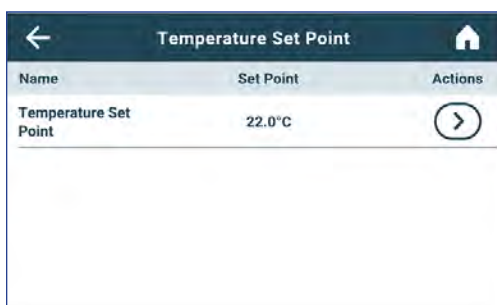 Temperature Set Point
Name Set Point Actions
Temperature Set
Point
22.0°C